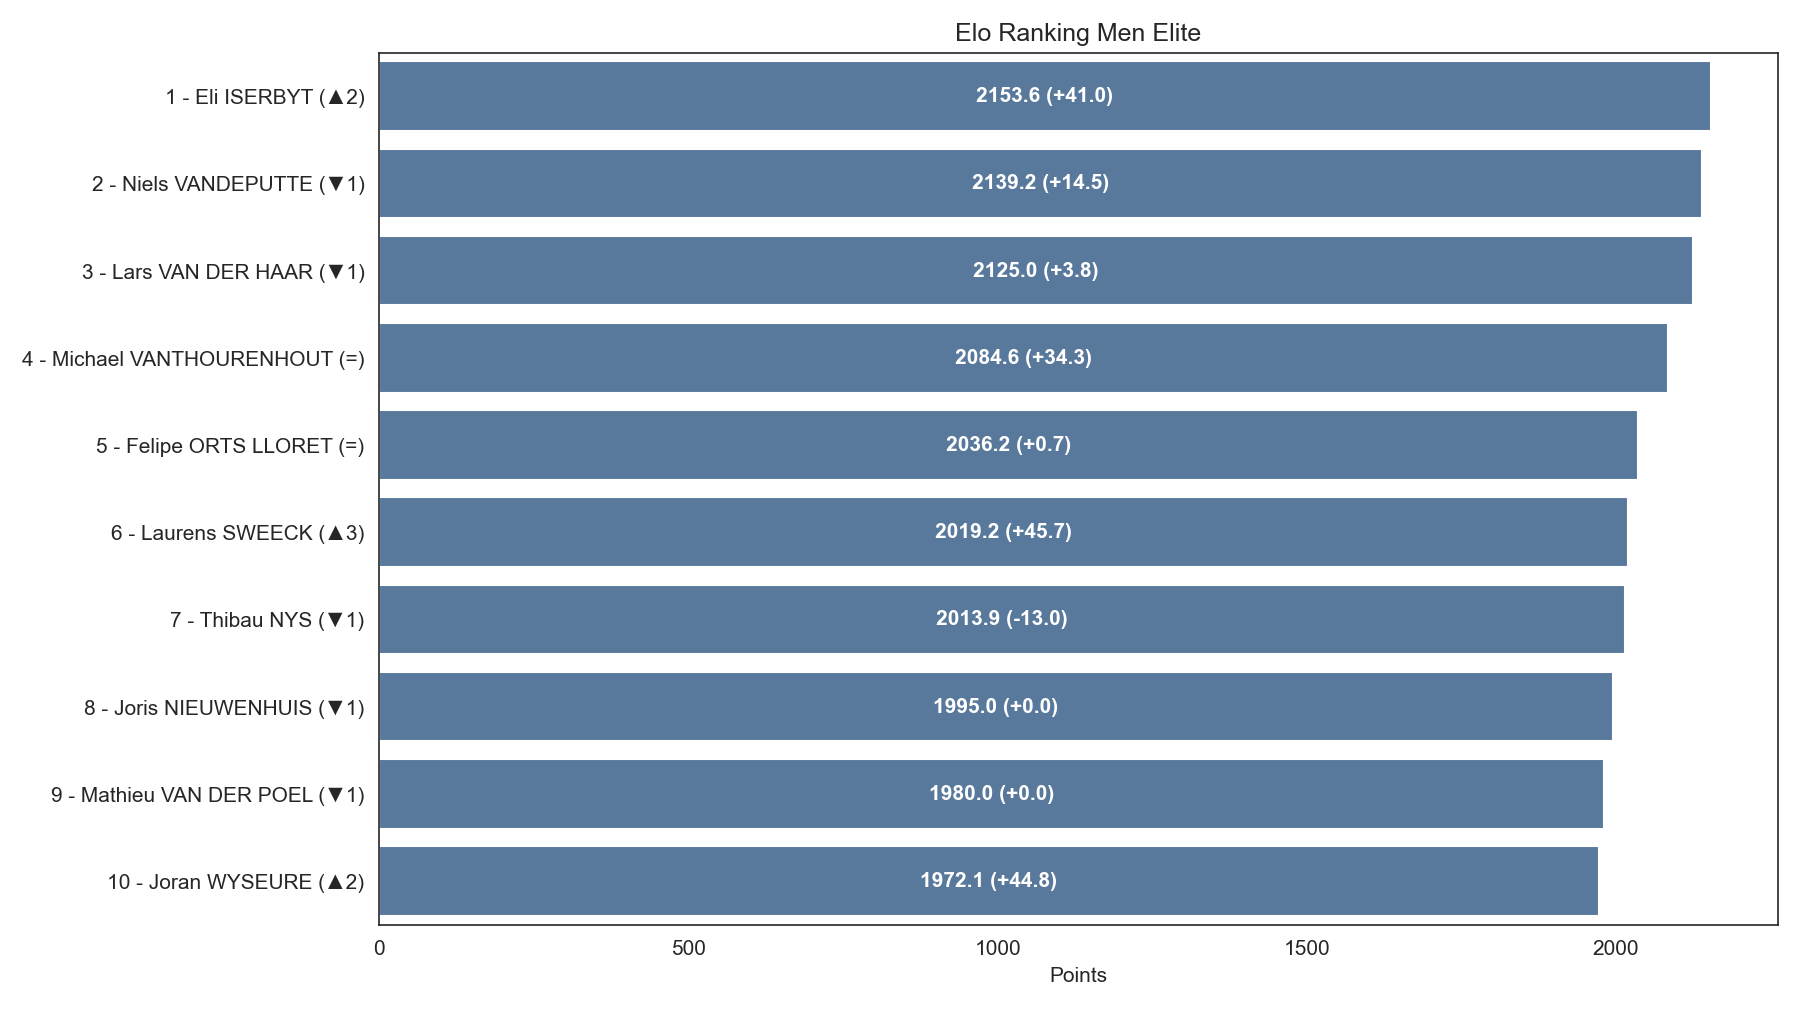 Elo Ranking Men Elite
1 - Eli ISERBYT (▲2) 2153.6 (+41.0)
2 - Niels VANDEPUTTE (▼1) 2139.2 (+14.5)
3 - Lars VAN DER HAAR (▼1) 2125.0 (+3.8)
4 - Michael VANTHOURENHOUT (=) 2084.6 (+34.3)
5 - Felipe ORTS LLORET (=) 2036.2 (+0.7)
6 - Laurens SWEECK (▲3) 2019.2 (+45.7)
7 - Thibau NYS (▼1) 2013.9 (-13.0)
8 - Joris NIEUWENHUIS (▼1) 1995.0 (+0.0)
9 - Mathieu VAN DER POEL (▼1) 1980.0 (+0.0)
10 - Joran WYSEURE (▲2) 1972.1 (+44.8)
0 500 1000 1500 2000
Points